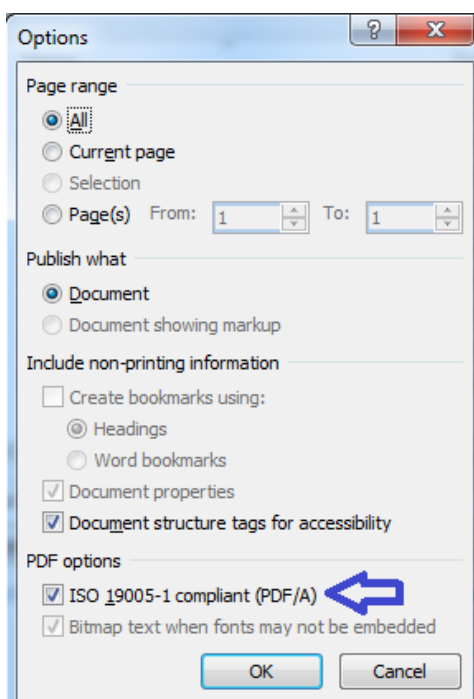 Options
Page range
All
Current page
Selection
Page(s) From: 1 To: 1
Publish what
Document
Document showing markup
Include non-printing information
Create bookmarks using:
Headings
Word bookmarks
Document properties
Document structure tags for accessibility
PDF options
ISO 19005-1 compliant (PDF/A)
Bitmap text when fonts may not be embedded
OK Cancel